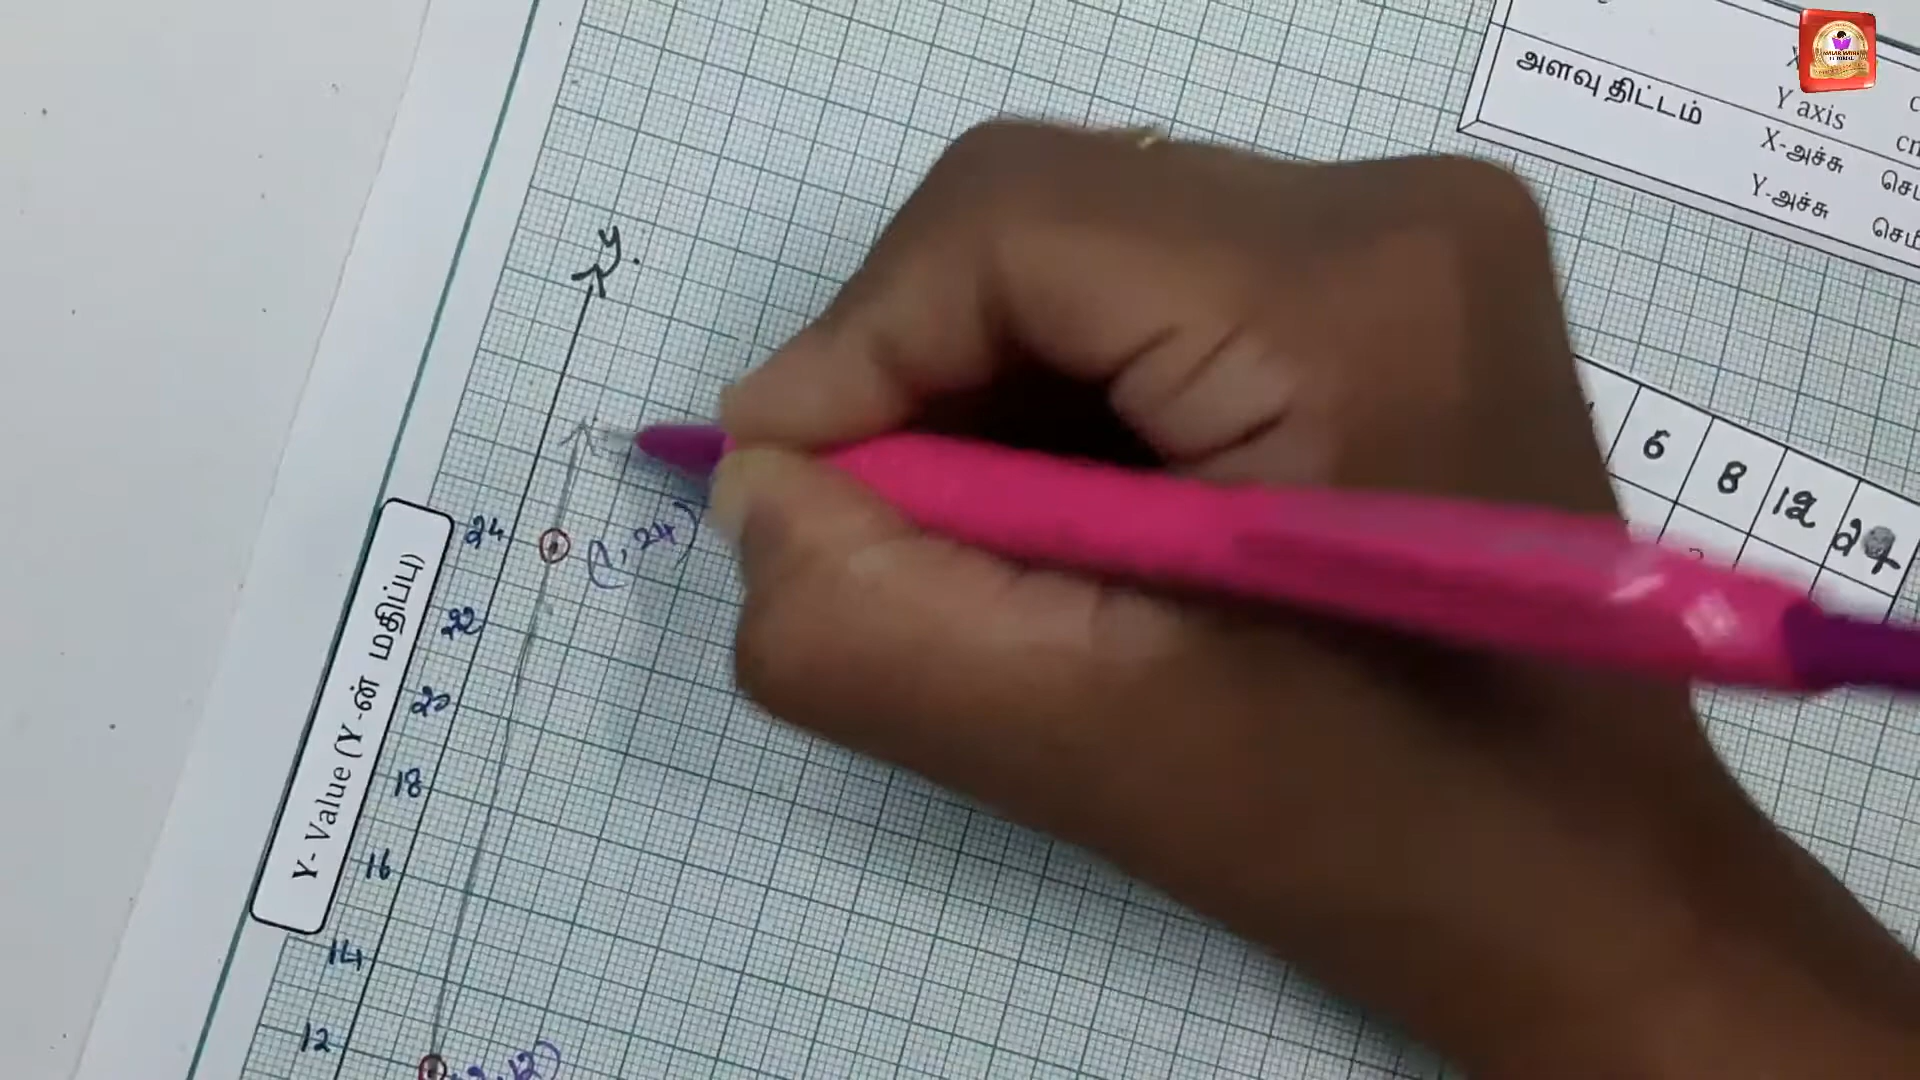 Y axis
அளவு திட்டம்
X-அச்சு
Y-அச்சு
y.
6 8 12 24
(1, 24)
24
22
20
18
16
14
12
Y- Value (Y -ன் மதிப்பு)
12)